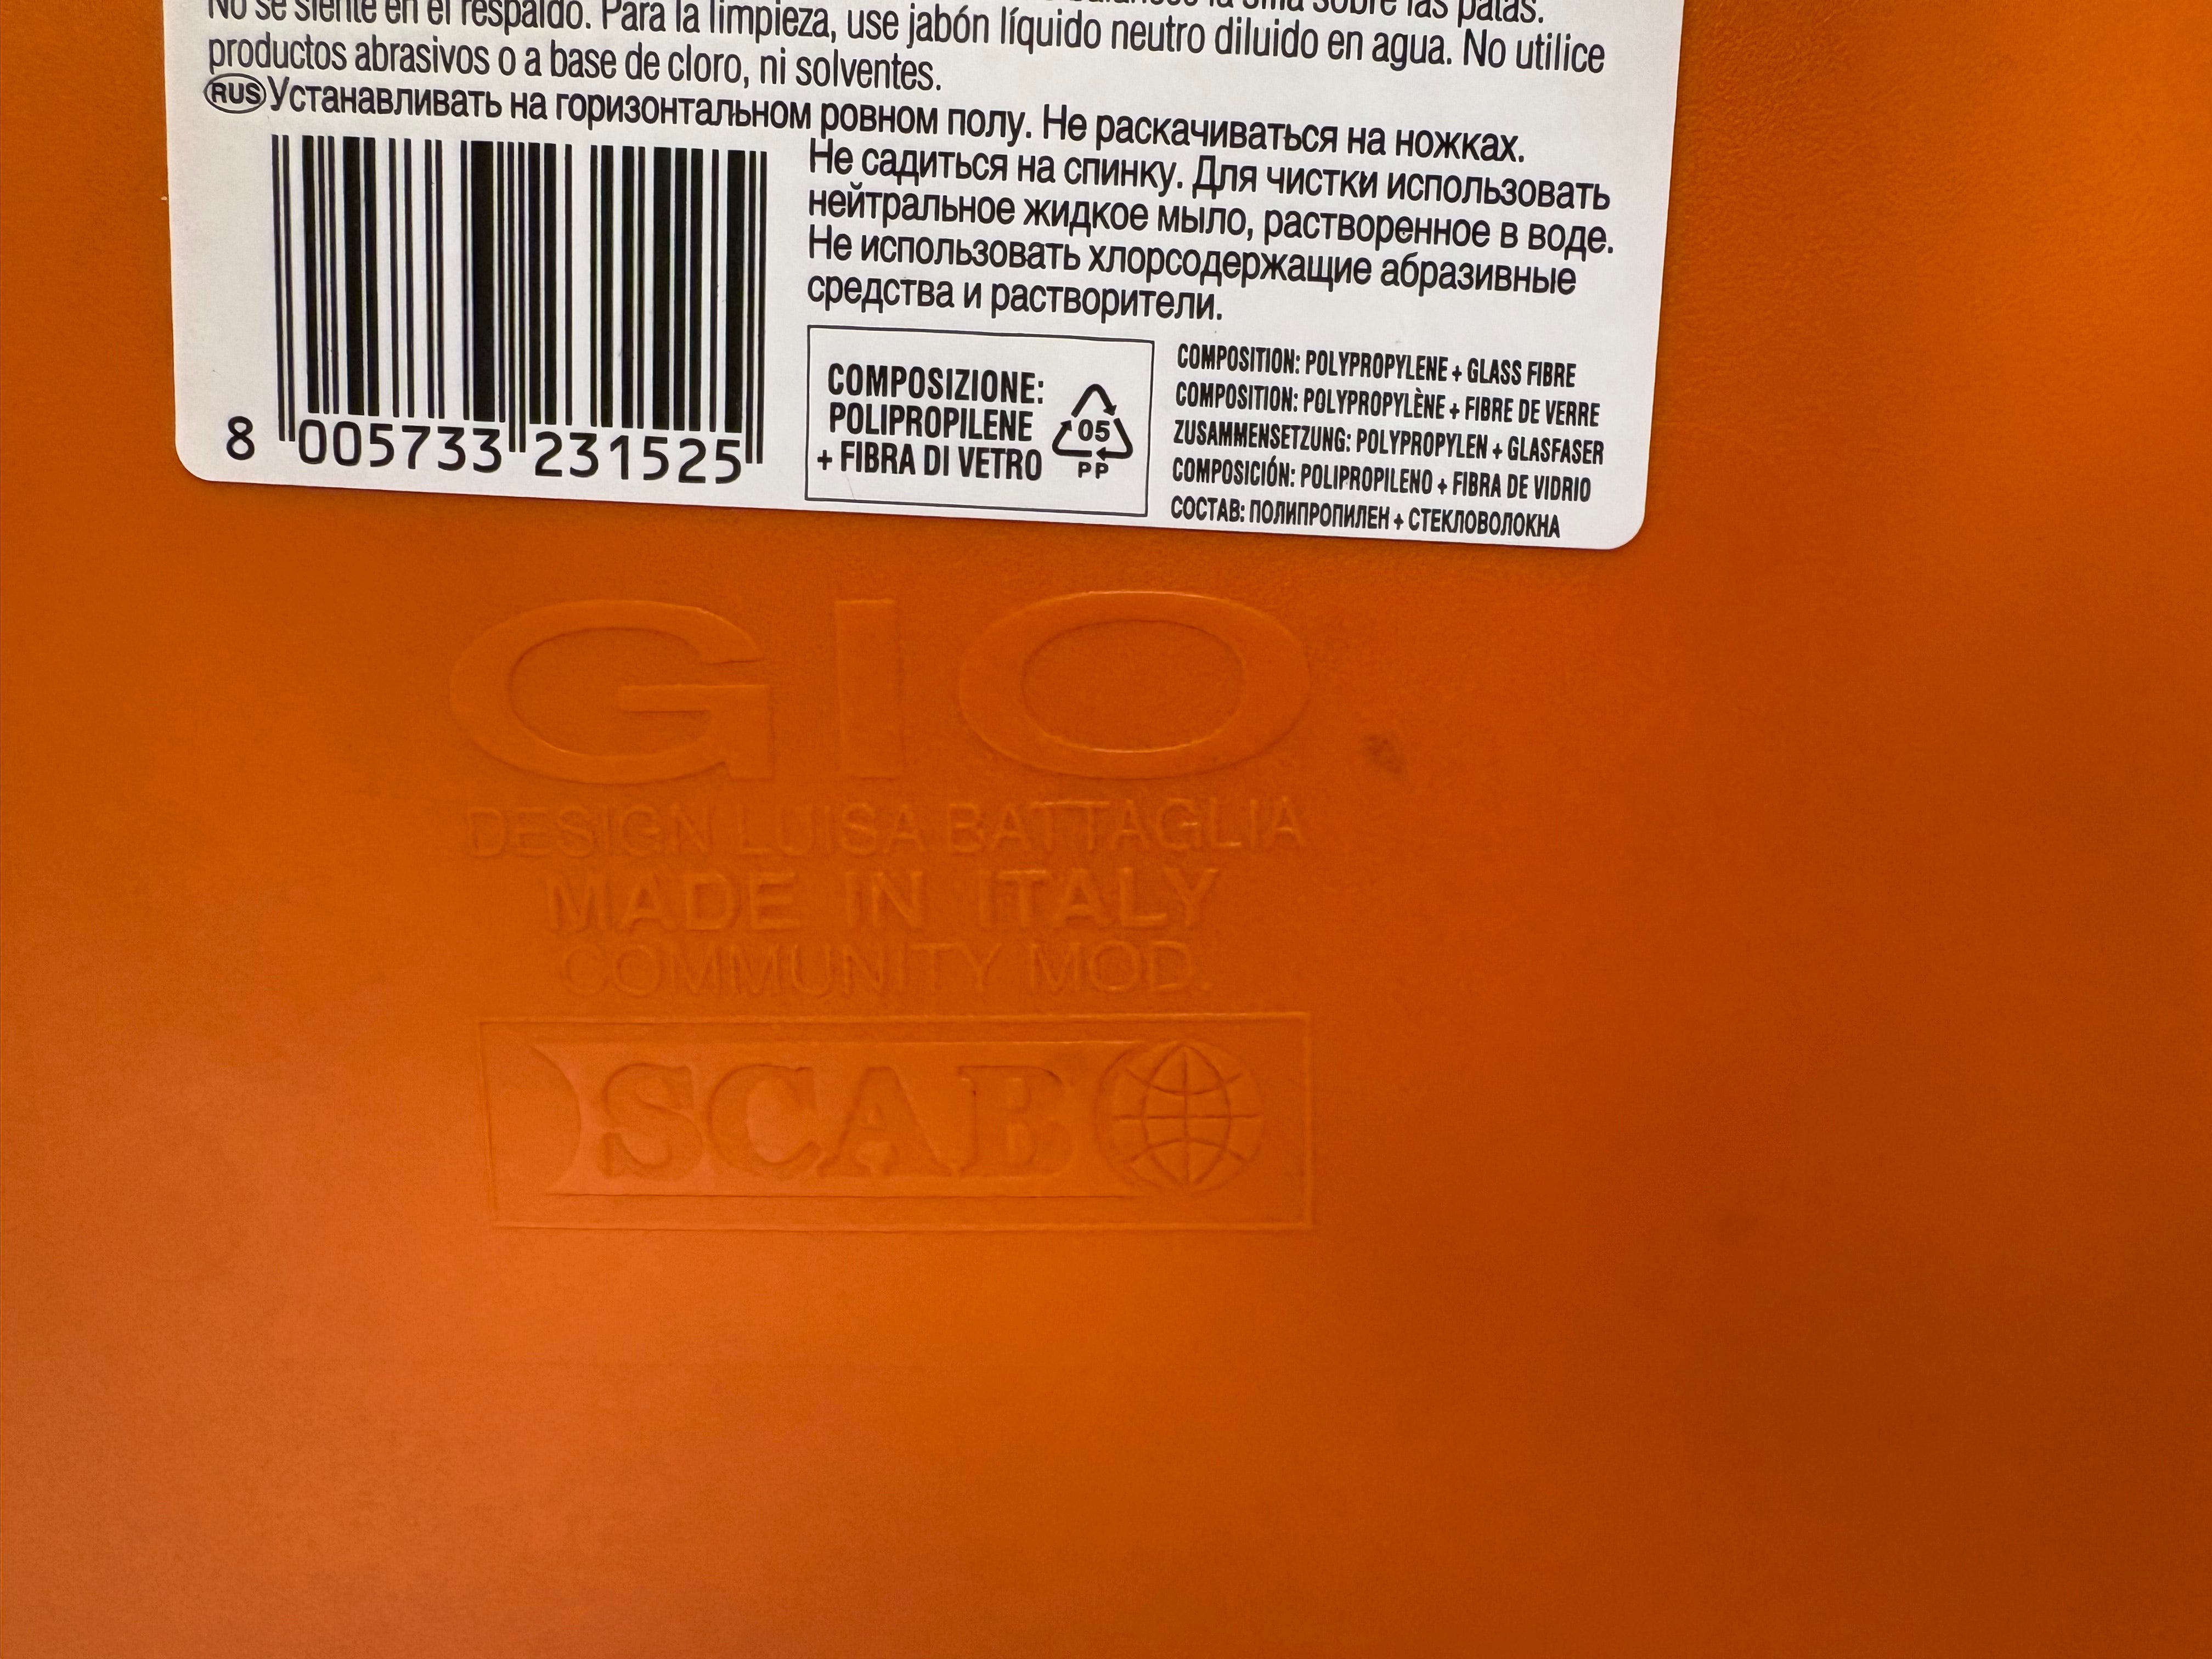 No se siente en el respaldo. Para la limpieza, use jabón líquido neutro diluido en agua. No utilice
sobre las patas.
productos abrasivos o a base de cloro, ni solventes.
RUS Устанавливать на горизонтальном ровном полу. Не раскачиваться на ножках.
Не садиться на спинку. Для чистки использовать
нейтральное жидкое мыло, растворенное в воде.
Не использовать хлорсодержащие абразивные
средства и растворители.
8 005733 231525
COMPOSIZIONE:
POLIPROPILENE
+ FIBRA DI VETRO
05
PP
COMPOSITION: POLYPROPYLENE + GLASS FIBRE
COMPOSITION: POLYPROPYLÈNE + FIBRE DE VERRE
ZUSAMMENSETZUNG: POLYPROPYLEN + GLASFASER
COMPOSICIÓN: POLIPROPILENO + FIBRA DE VIDRIO
СОСТАВ: ПОЛИПРОПИЛЕН + СТЕКЛОВОЛОКНА
GIO
DESIGN LUISA BATTAGLIA
MADE IN ITALY
COMMUNITY MOD.
SCAB